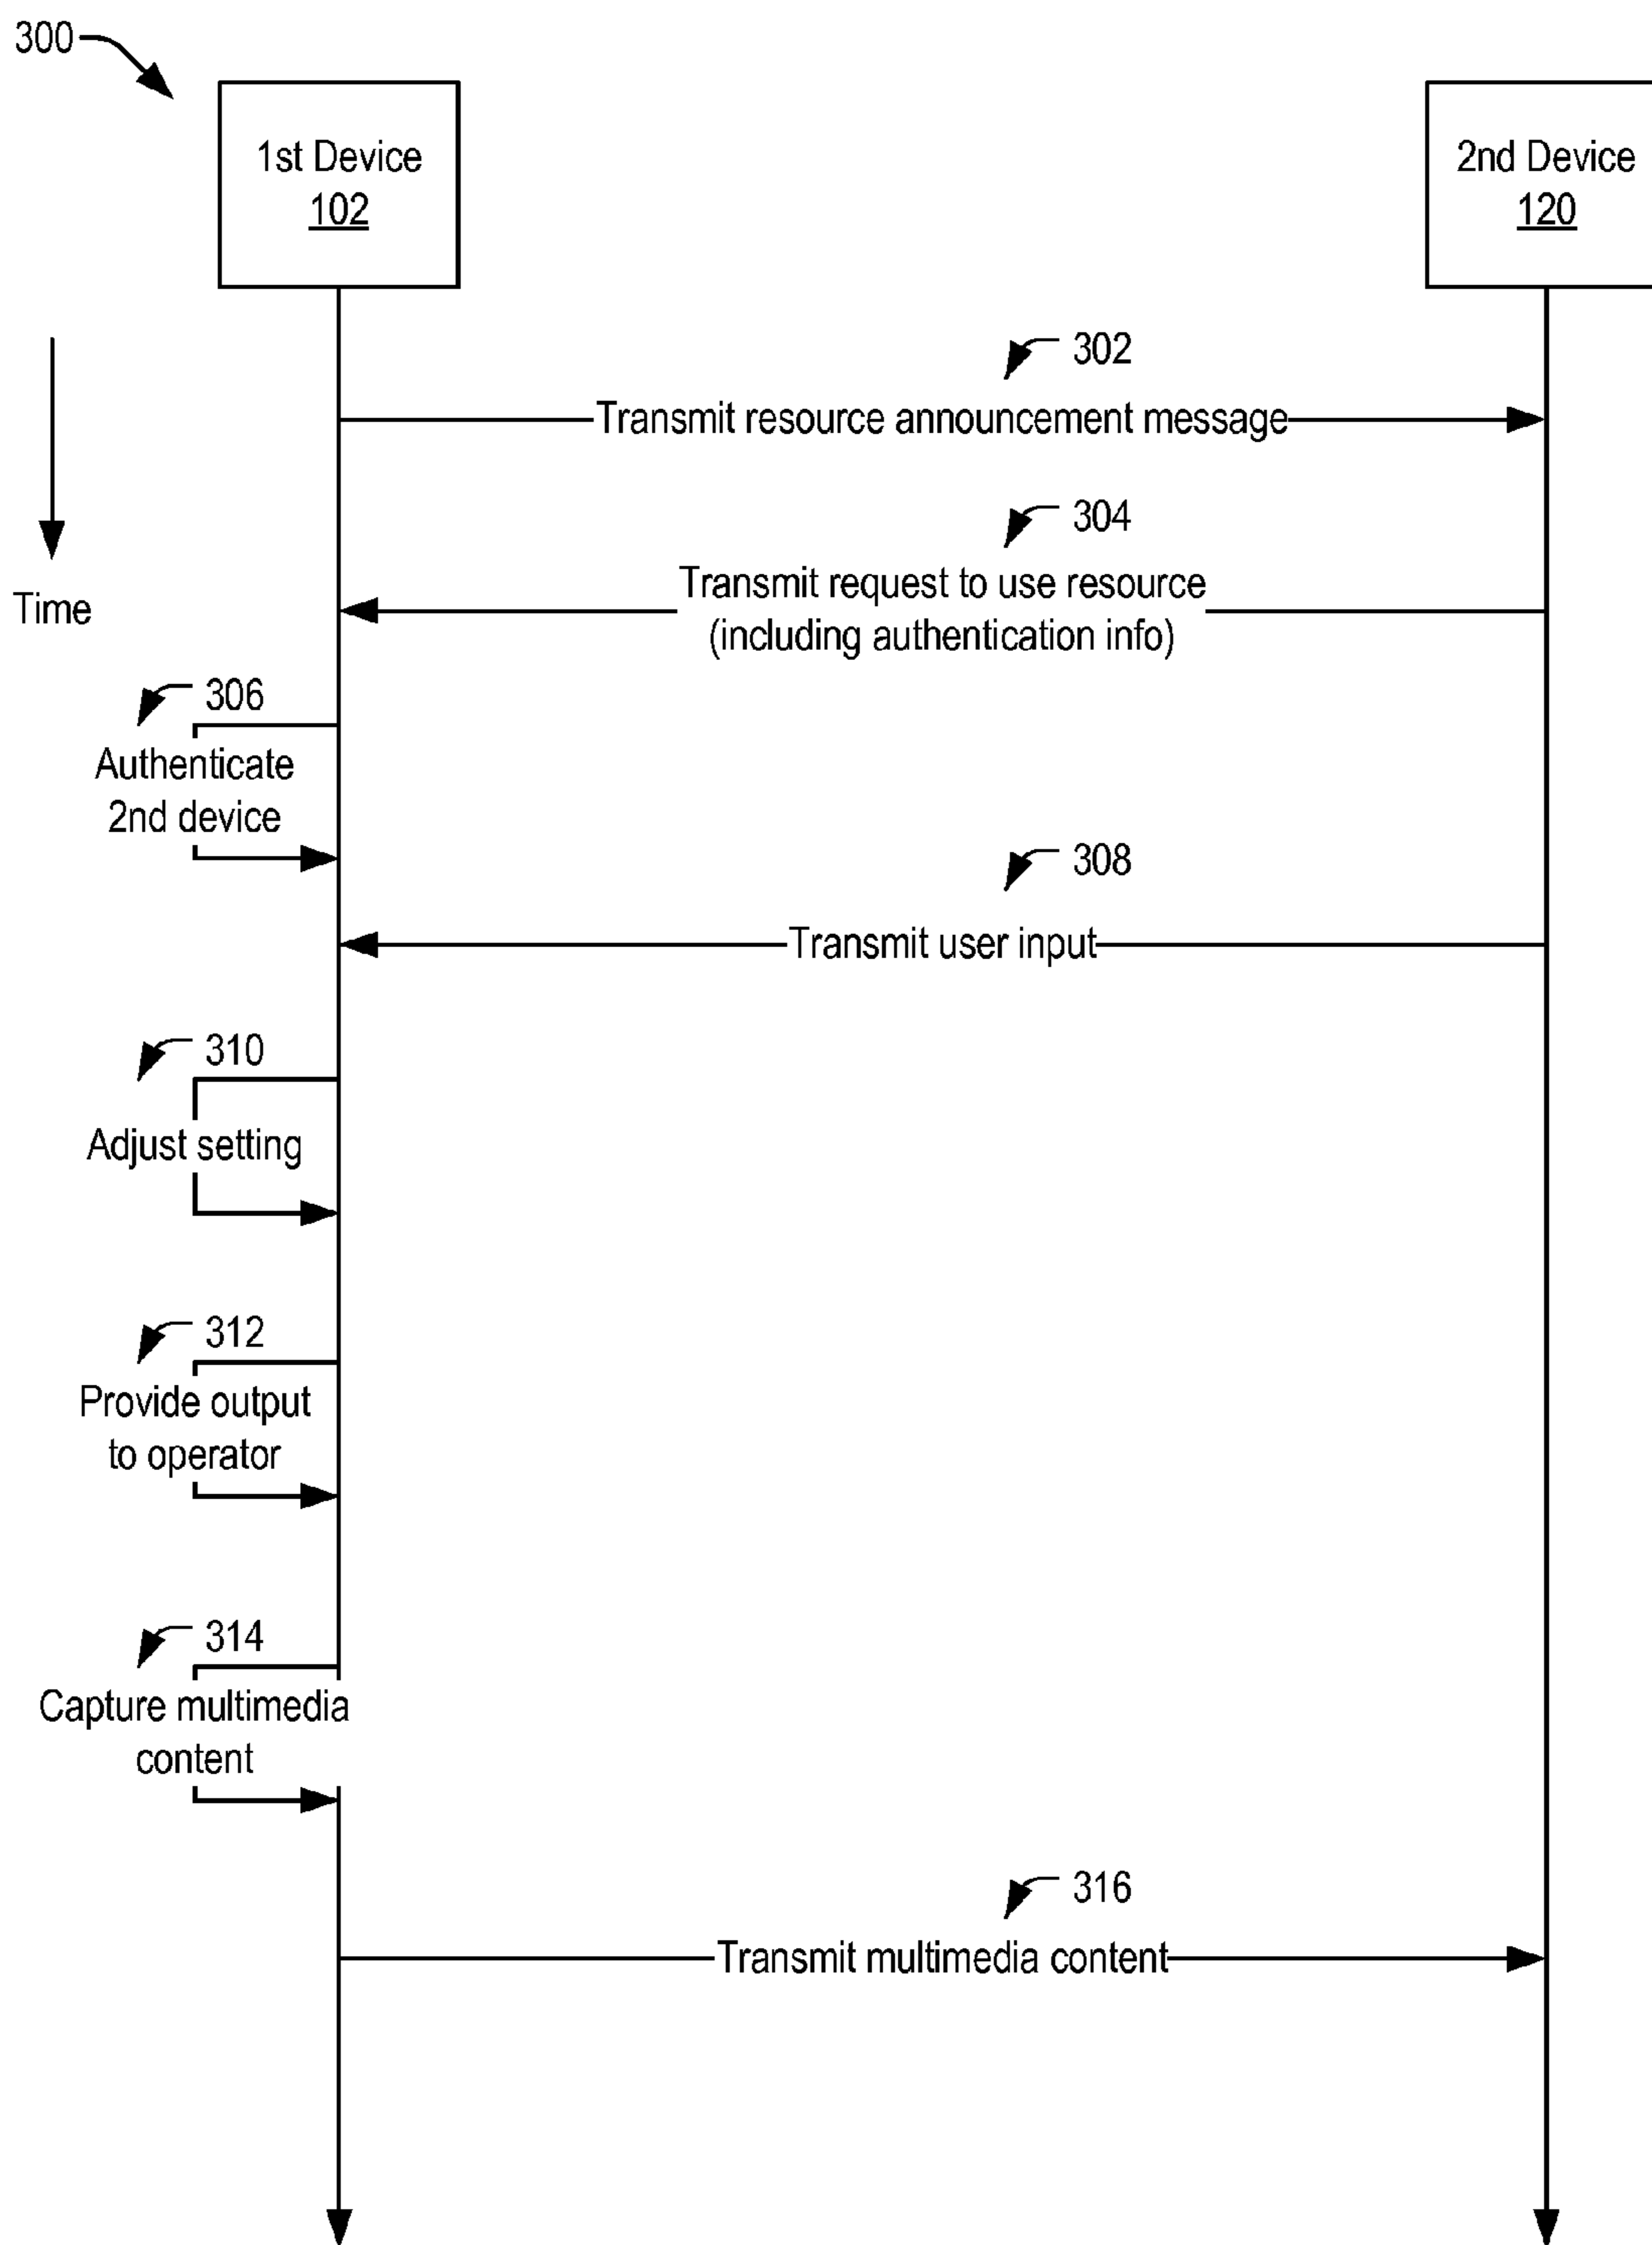 300
1st Device
102
2nd Device
120
302
Transmit resource announcement message
304
Transmit request to use resource
(including authentication info)
Time
306
Authenticate
2nd device
308
Transmit user input
310
Adjust setting
312
Provide output
to operator
314
Capture multimedia
content
316
Transmit multimedia content